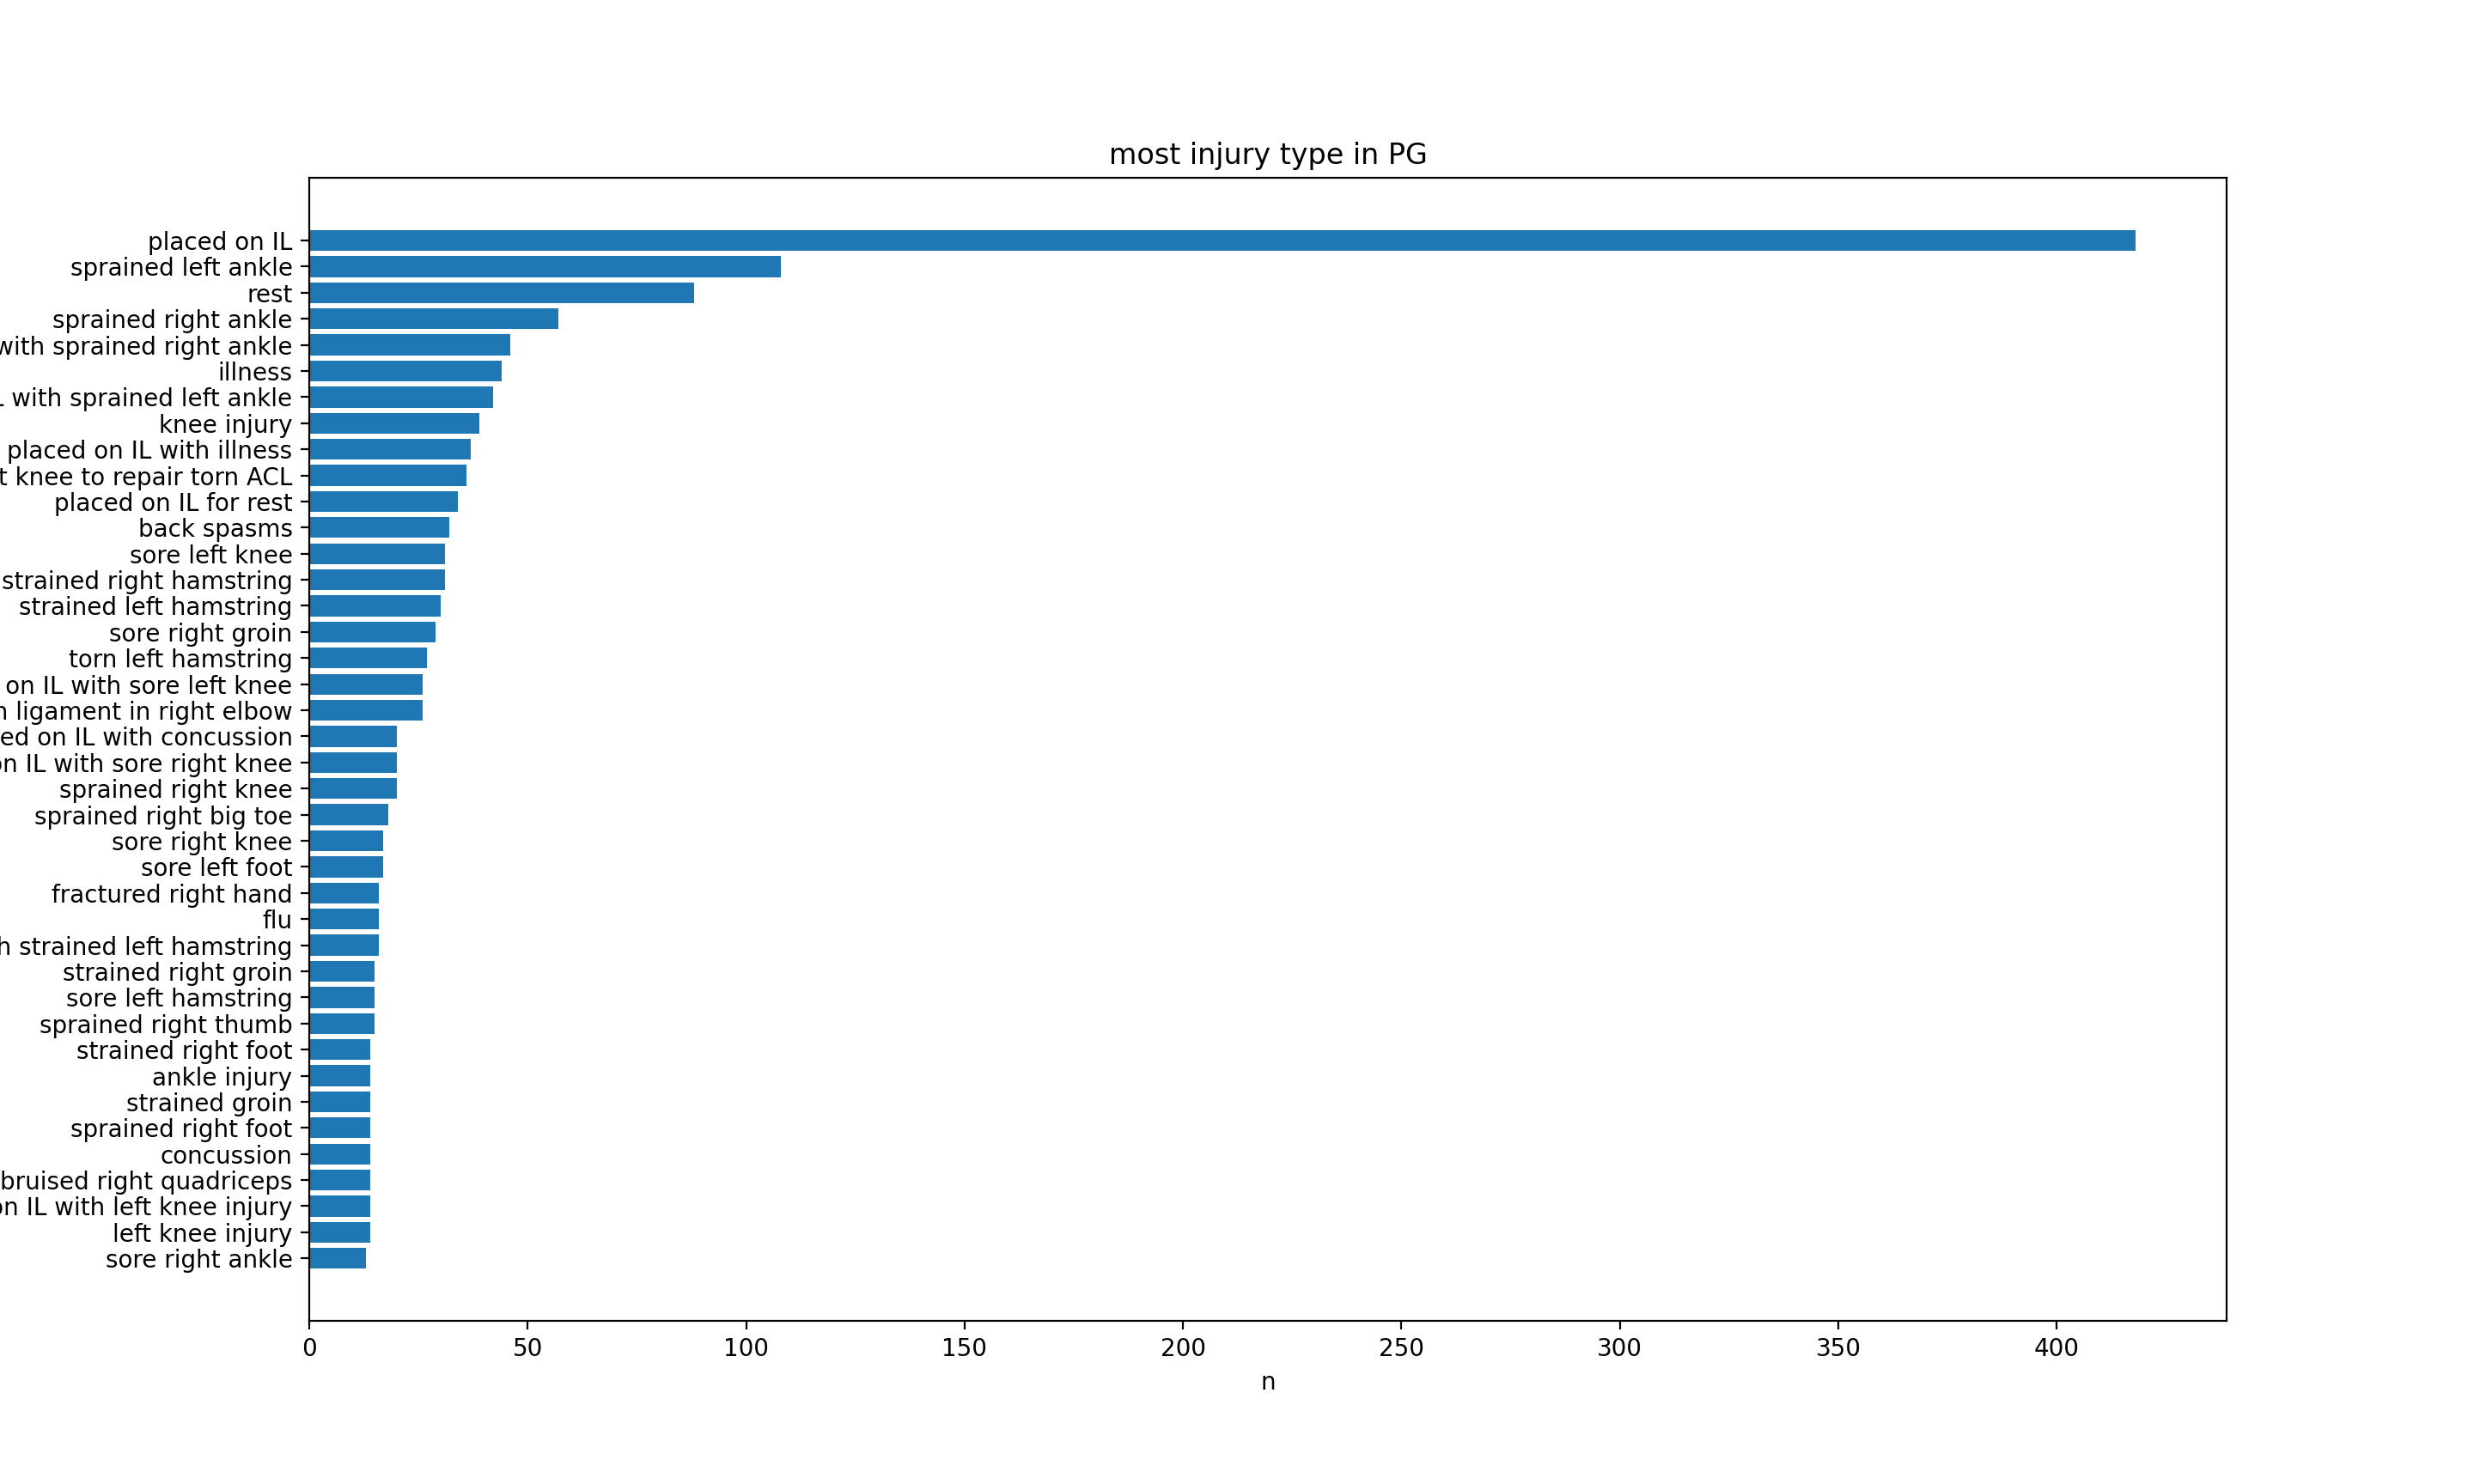 most injury type in PG
placed on IL
sprained left ankle
rest
sprained right ankle
with sprained right ankle
illness
with sprained left ankle
knee injury
placed on IL with illness
knee to repair torn ACL
placed on IL for rest
back spasms
sore left knee
strained right hamstring
strained left hamstring
sore right groin
torn left hamstring
on IL with sore left knee
ligament in right elbow
ed on IL with concussion
on IL with sore right knee
sprained right knee
sprained right big toe
sore right knee
sore left foot
fractured right hand
flu
strained left hamstring
strained right groin
sore left hamstring
sprained right thumb
strained right foot
ankle injury
strained groin
sprained right foot
concussion
bruised right quadriceps
on IL with left knee injury
left knee injury
sore right ankle
0 50 100 150 200 250 300 350 400
n